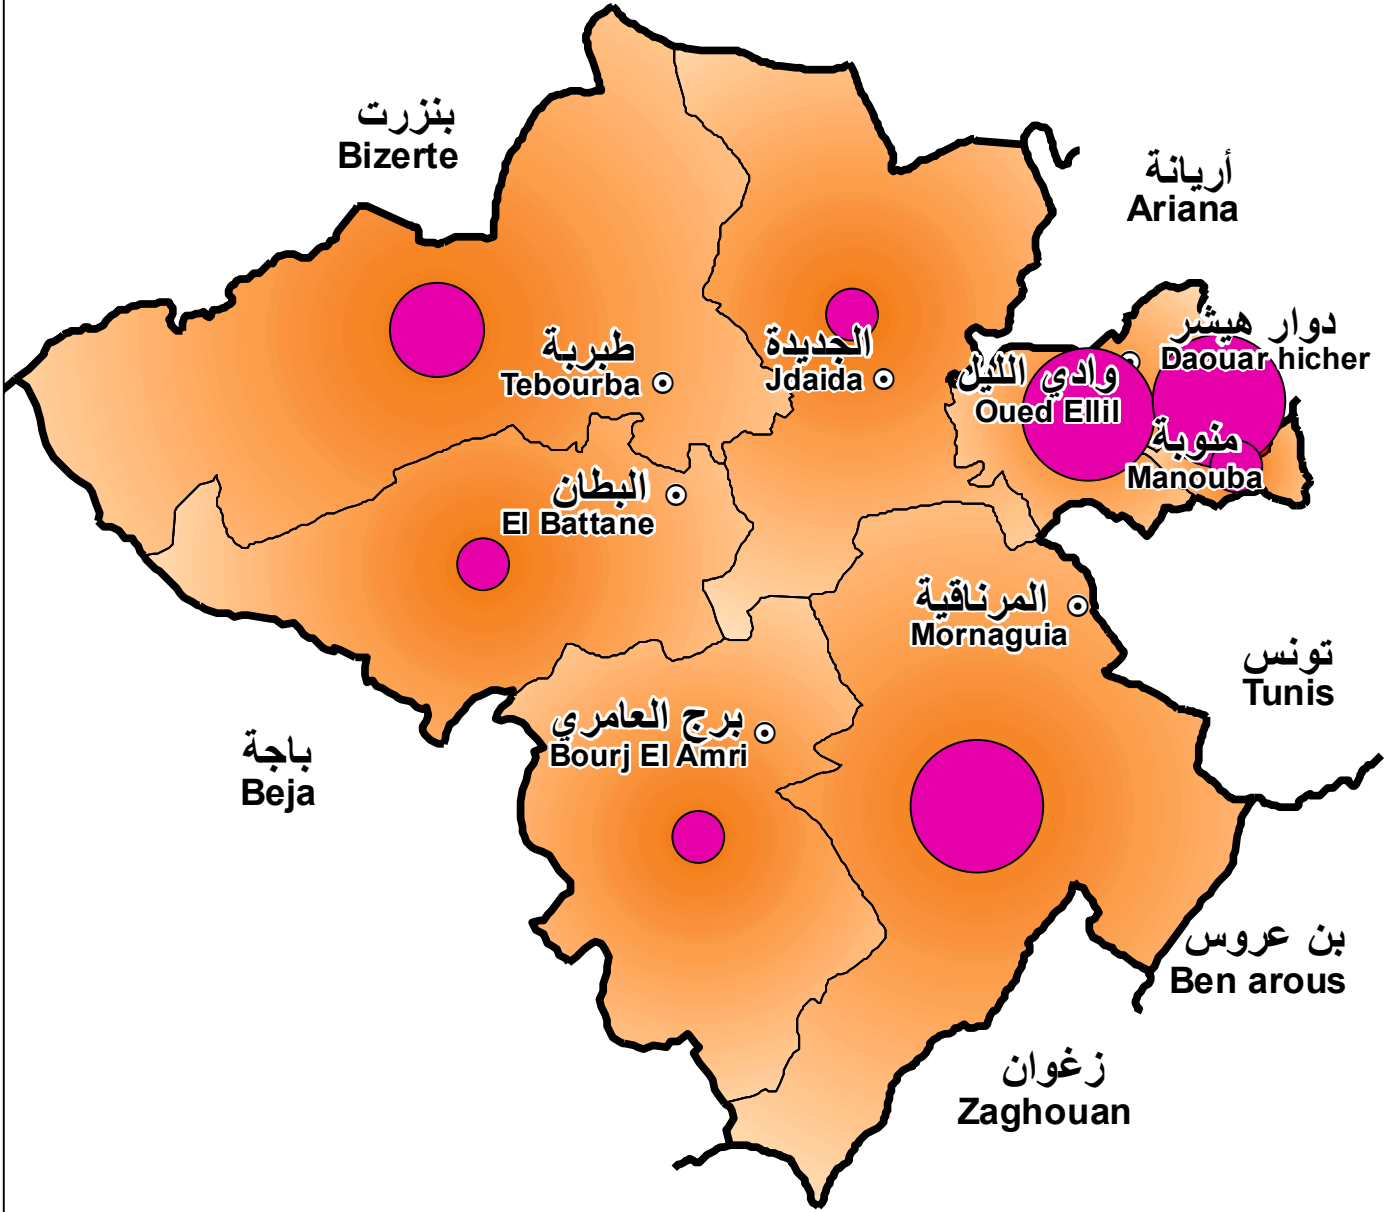 بنزرت
Bizerte
أريانة
Ariana
دوار هيشر
Daouar hicher
طبربة
Tebourba
الجديدة
Jdaida
وادي الليل
Oued Ellil
منوبة
Manouba
البطان
El Battane
المرناقية
Mornaguia
تونس
Tunis
برج العامري
Bourj El Amri
باجة
Beja
بن عروس
Ben arous
زغوان
Zaghouan